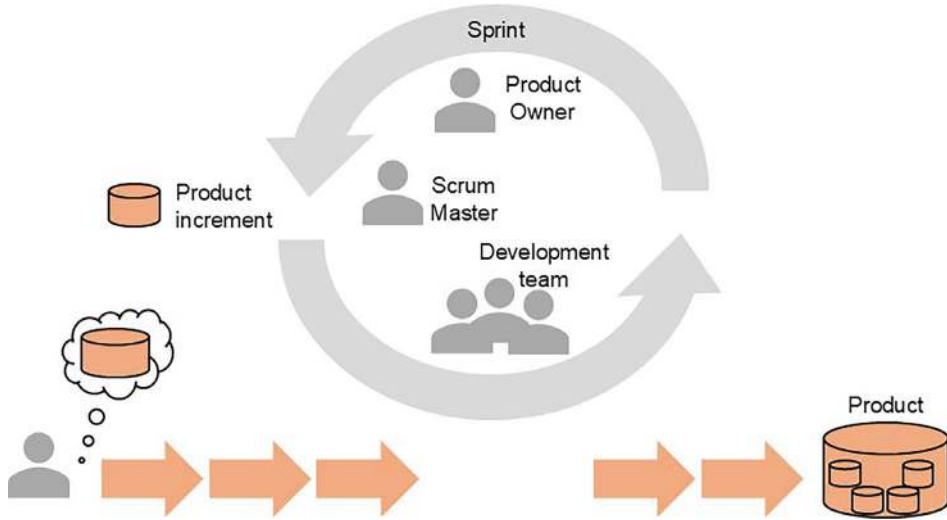 Sprint
Product
Owner
Scrum
Master
Product
increment
Development
team
Product